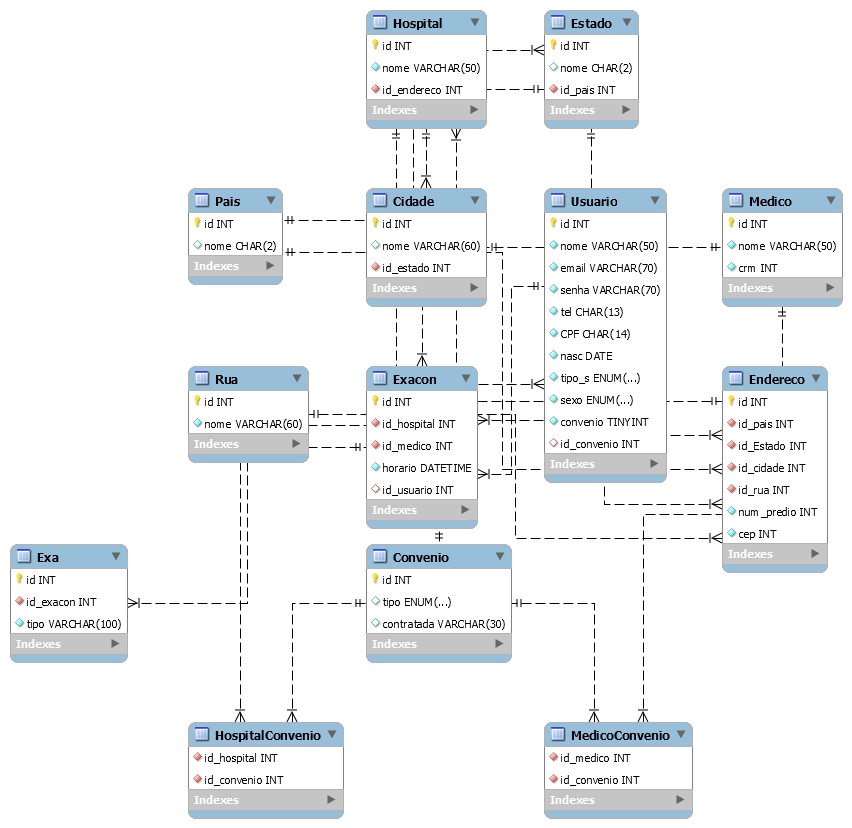 Hospital
id INT
nome VARCHAR(50)
id_endereco INT
Indexes
Estado
id INT
nome CHAR(2)
id_pais INT
Indexes
Pais
id INT
nome CHAR(2)
Indexes
Cidade
id INT
nome VARCHAR(60)
id_estado INT
Indexes
Usuario
id INT
nome VARCHAR(50)
email VARCHAR(70)
senha VARCHAR(70)
tel CHAR(13)
CPF CHAR(14)
nasc DATE
tipo_s ENUM(...)
sexo ENUM(...)
convenio TINYINT
id_convenio INT
Indexes
Medico
id INT
nome VARCHAR(50)
crm INT
Indexes
Rua
id INT
nome VARCHAR(60)
Indexes
Exacon
id INT
id_hospital INT
id_medico INT
horario DATETIME
id_usuario INT
Indexes
Endereco
id INT
id_pais INT
id_Estado INT
id_cidade INT
id_rua INT
num_predio INT
cep INT
Indexes
Exa
id INT
id_exacon INT
tipo VARCHAR(100)
Indexes
Convenio
id INT
tipo ENUM(...)
contratada VARCHAR(30)
Indexes
HospitalConvenio
id_hospital INT
id_convenio INT
Indexes
MedicoConvenio
id_medico INT
id_convenio INT
Indexes